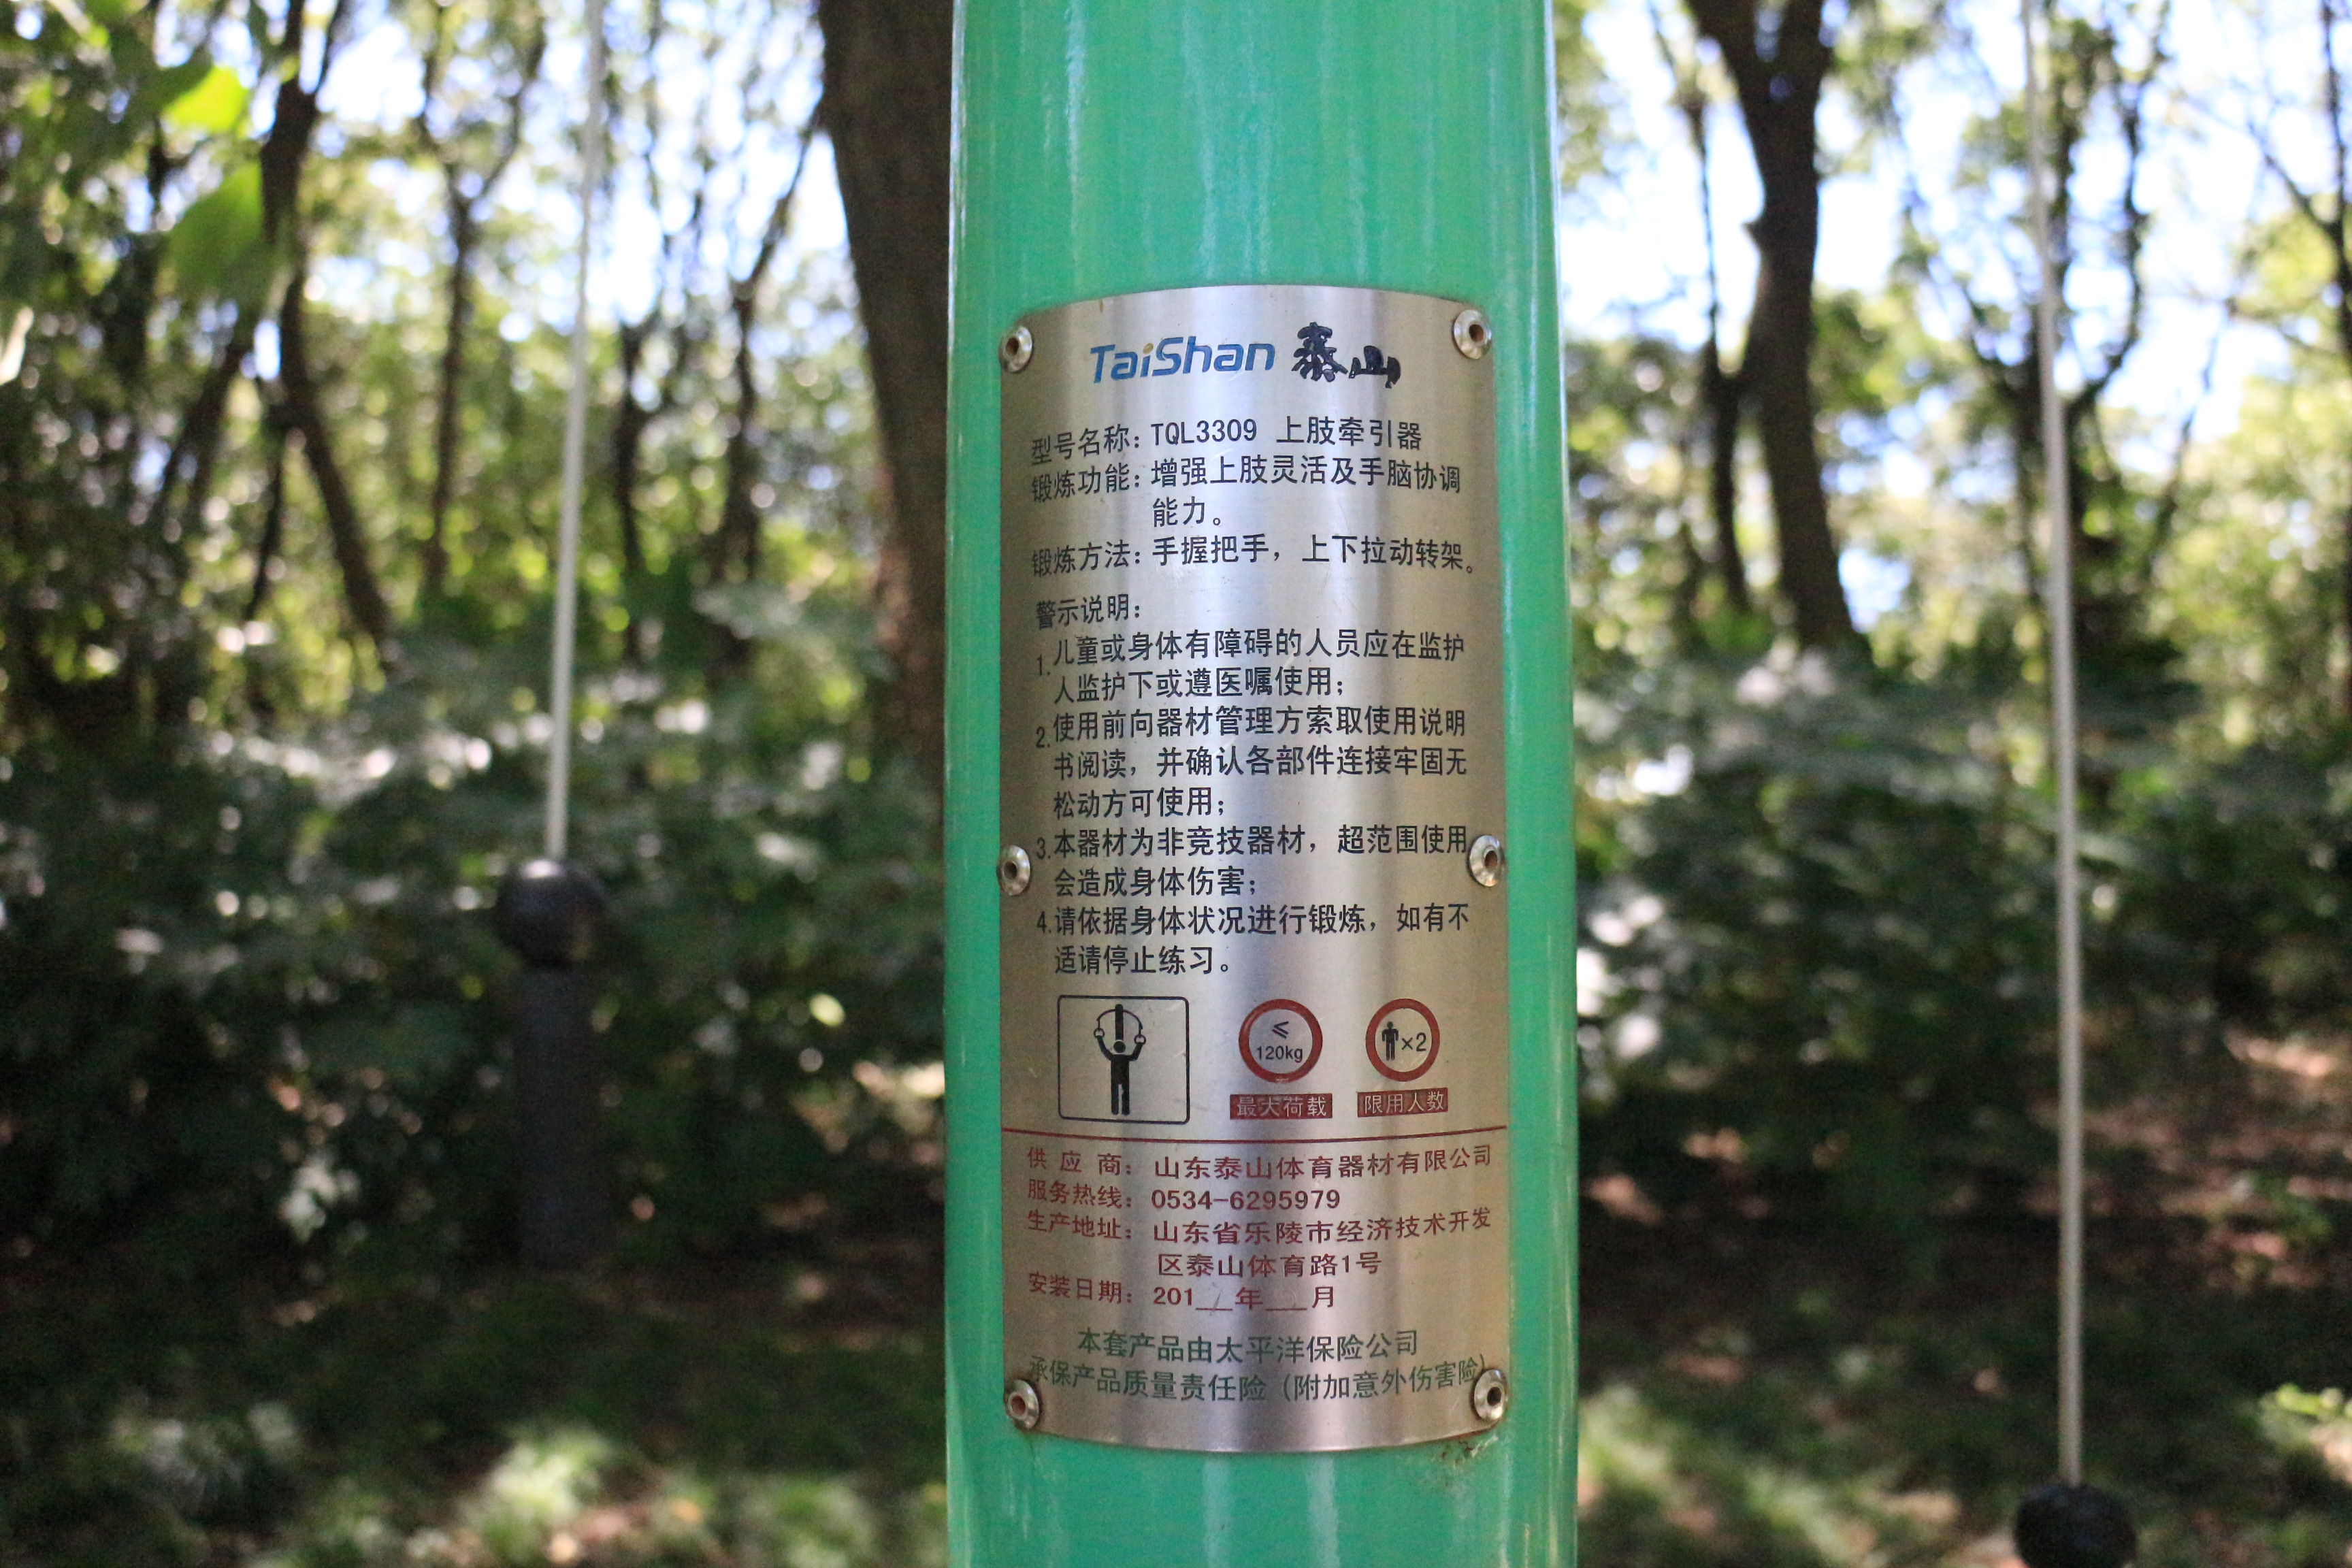 TaiShan 泰山
型号名称：TQL3309 上肢牵引器
锻炼功能：增强上肢灵活及手脑协调
能力。
锻炼方法：手握把手，上下拉动转架。
警示说明：
1.儿童或身体有障碍的人员应在监护
人监护下或遵医嘱使用；
2.使用前向器材管理方索取使用说明
书阅读，并确认各部件连接牢固无
松动方可使用；
3.本器材为非竞技器材，超范围使用
会造成身体伤害；
4.请依据身体状况进行锻炼，如有不
适请停止练习。
≤
120kg
×2
最大荷载 限用人数
供应商：山东泰山体育器材有限公司
服务热线：0534-6295979
生产地址：山东省乐陵市经济技术开发
区泰山体育路1号
安装日期：201__年__月
本套产品由太平洋保险公司
承保产品质量责任险（附加意外伤害险）